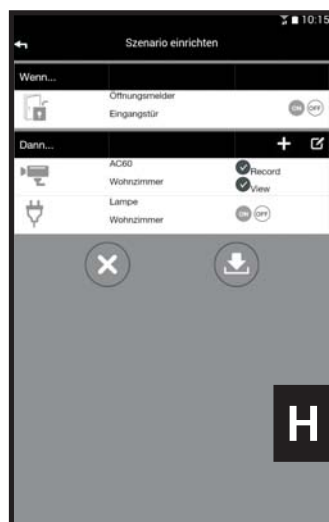 10:15
Szenario einrichten
Wenn...
Öffnungsmelder
Eingangstür
ON OFF
Dann...
AC60
Wohnzimmer
Record
View
Lampe
Wohnzimmer
ON OFF
H